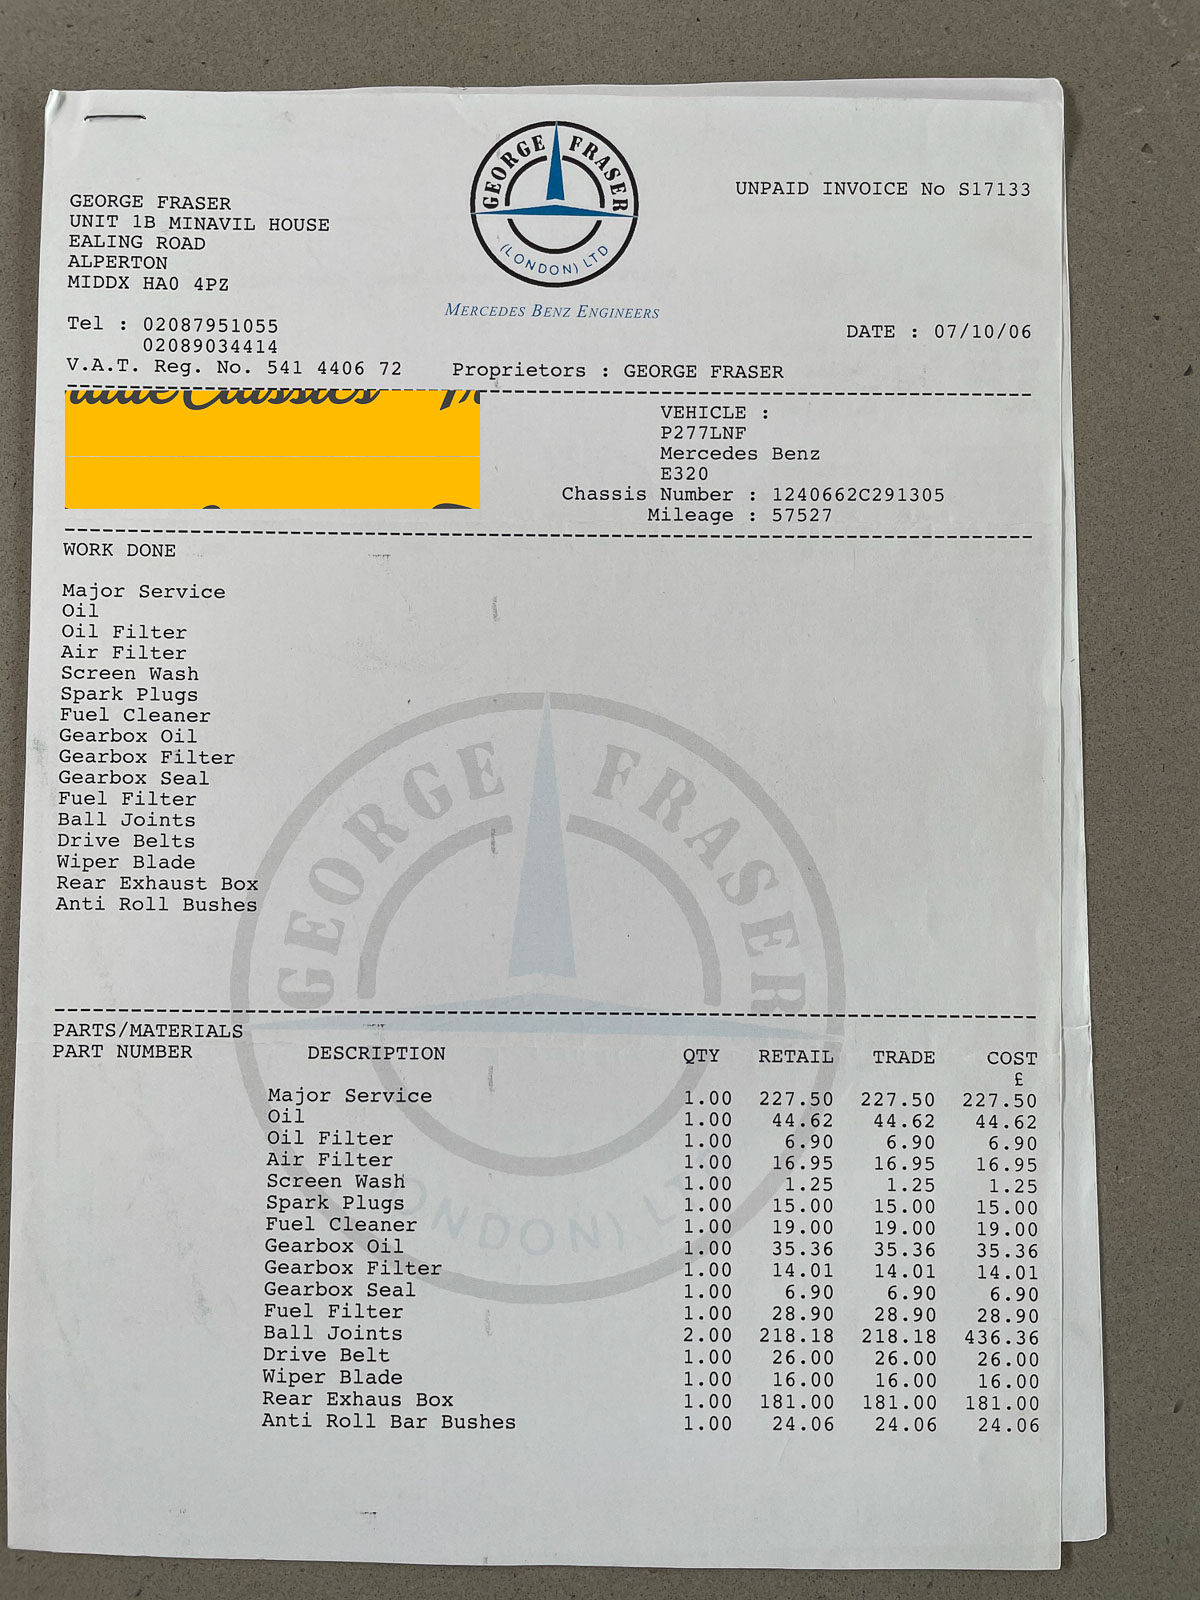 GEORGE FRASER
(LONDON) LTD
MERCEDES BENZ ENGINEERS
UNPAID INVOICE No S17133
GEORGE FRASER
UNIT 1B MINAVIL HOUSE
EALING ROAD
ALPERTON
MIDDX HA0 4PZ
Tel : 02087951055
02089034414
DATE : 07/10/06
V.A.T. Reg. No. 541 4406 72 Proprietors : GEORGE FRASER
Classics
VEHICLE :
P277LNF
Mercedes Benz
E320
Chassis Number : 1240662C291305
Mileage : 57527
WORK DONE
Major Service
Oil
Oil Filter
Air Filter
Screen Wash
Spark Plugs
Fuel Cleaner
Gearbox Oil
Gearbox Filter
Gearbox Seal
Fuel Filter
Ball Joints
Drive Belts
Wiper Blade
Rear Exhaust Box
Anti Roll Bushes
GEORGE FRASER
(LONDON) LTD
PARTS/MATERIALS
PART NUMBER DESCRIPTION QTY RETAIL TRADE COST
£
Major Service 1.00 227.50 227.50 227.50
Oil 1.00 44.62 44.62 44.62
Oil Filter 1.00 6.90 6.90 6.90
Air Filter 1.00 16.95 16.95 16.95
Screen Wash 1.00 1.25 1.25 1.25
Spark Plugs 1.00 15.00 15.00 15.00
Fuel Cleaner 1.00 19.00 19.00 19.00
Gearbox Oil 1.00 35.36 35.36 35.36
Gearbox Filter 1.00 14.01 14.01 14.01
Gearbox Seal 1.00 6.90 6.90 6.90
Fuel Filter 1.00 28.90 28.90 28.90
Ball Joints 2.00 218.18 218.18 436.36
Drive Belt 1.00 26.00 26.00 26.00
Wiper Blade 1.00 16.00 16.00 16.00
Rear Exhaus Box 1.00 181.00 181.00 181.00
Anti Roll Bar Bushes 1.00 24.06 24.06 24.06